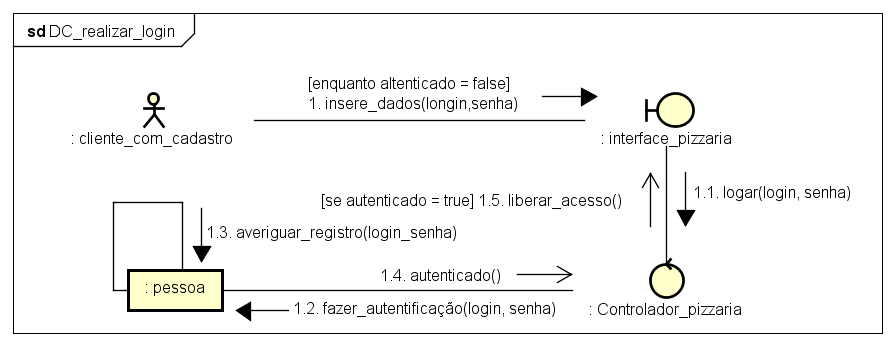 sd DC_realizar_login
[enquanto altenticado = false]
1. insere_dados(longin,senha)
: cliente_com_cadastro
: interface_pizzaria
[se autenticado = true] 1.5. liberar_acesso()
1.1. logar(login, senha)
1.3. averiguar_registro(login_senha)
1.4. autenticado()
: pessoa
1.2. fazer_autentificação(login, senha)
: Controlador_pizzaria